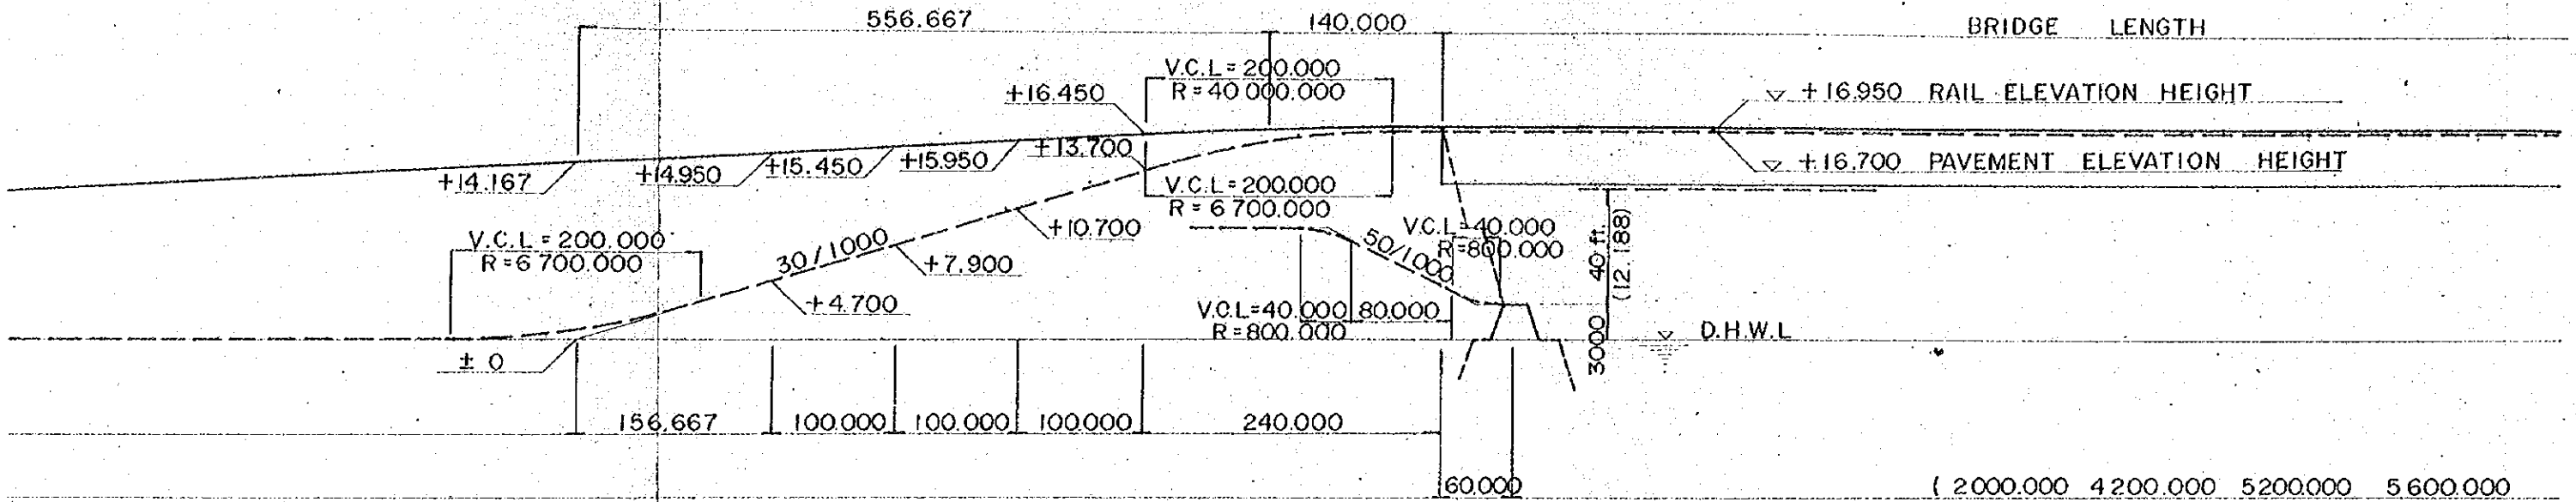 556.667
140.000
BRIDGE LENGTH
V.C.L = 200.000
R = 40 000.000
+16.450
+16.950 RAIL ELEVATION HEIGHT
+14.167
+14.950
+15.450
+15.950
+13.700
+16.700 PAVEMENT ELEVATION HEIGHT
V.C.L = 200.000
R = 6 700.000
V.C.L = 200.000
R = 6 700.000
30/1000
+10.700
+7.900
+4.700
50/1000
V.C.L=40.000
R=800.000
40 ft.
(12.188)
V.C.L=40.000
R=800.000
80.000
3000
D.H.W.L
± 0
156.667
100.000
100.000
100.000
240.000
60.000
( 2000.000 4200.000 5200.000 5600.000